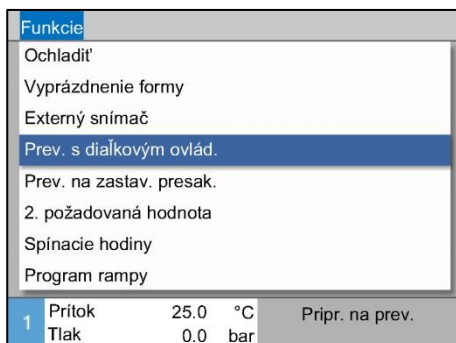 Funkcie
Ochladiť
Vyprázdnenie formy
Externý snímač
Prev. s diaľkovým ovlád.
Prev. na zastav. presak.
2. požadovaná hodnota
Spínacie hodiny
Program rampy
1 Prítok 25.0 °C Pripr. na prev.
Tlak 0.0 bar